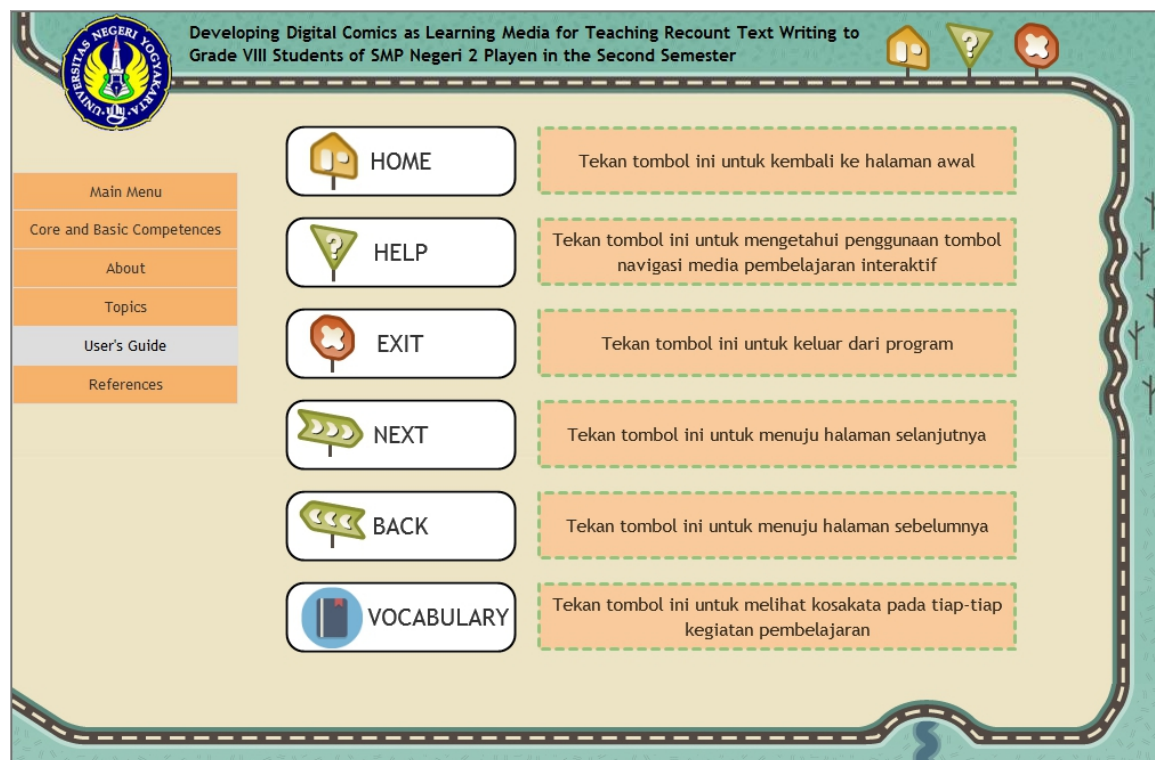 UNIVERSITAS NEGERI YOGYAKARTA
Developing Digital Comics as Learning Media for Teaching Recount Text Writing to
Grade VIII Students of SMP Negeri 2 Playen in the Second Semester
?
Main Menu
Core and Basic Competences
About
Topics
User's Guide
References
HOME
Tekan tombol ini untuk kembali ke halaman awal
?
HELP
Tekan tombol ini untuk mengetahui penggunaan tombol
navigasi media pembelajaran interaktif
EXIT
Tekan tombol ini untuk keluar dari program
NEXT
Tekan tombol ini untuk menuju halaman selanjutnya
BACK
Tekan tombol ini untuk menuju halaman sebelumnya
VOCABULARY
Tekan tombol ini untuk melihat kosakata pada tiap-tiap
kegiatan pembelajaran